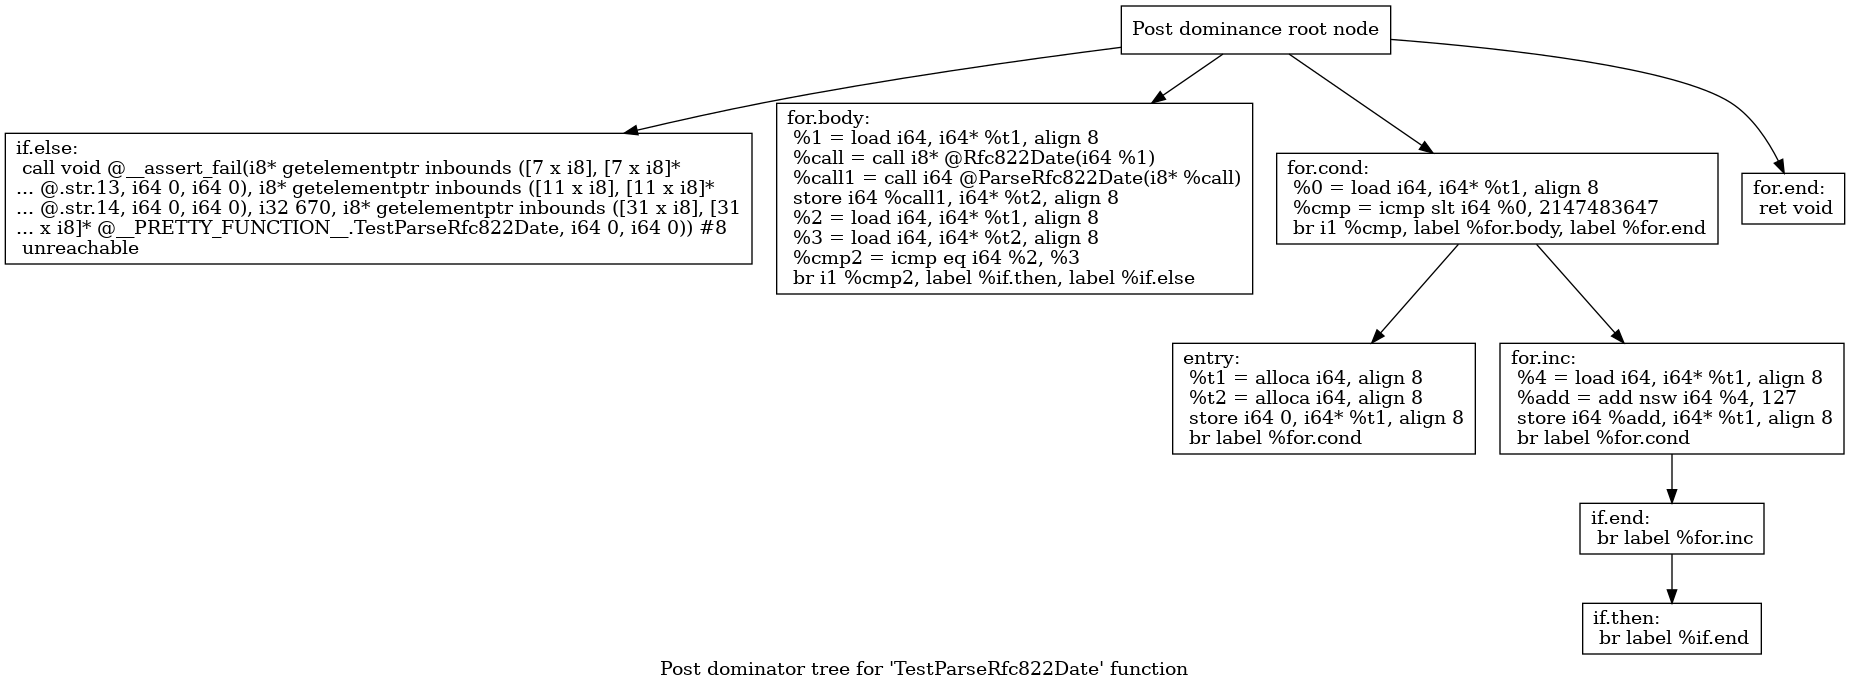 Post dominance root node
if.else:
call void @__assert_fail(i8* getelementptr inbounds ([7 x i8], [7 x i8]*
... @.str.13, i64 0, i64 0), i8* getelementptr inbounds ([11 x i8], [11 x i8]*
... @.str.14, i64 0, i64 0), i32 670, i8* getelementptr inbounds ([31 x i8], [31
... x i8]* @__PRETTY_FUNCTION__.TestParseRfc822Date, i64 0, i64 0)) #8
unreachable
for.body:
%1 = load i64, i64* %t1, align 8
%call = call i8* @Rfc822Date(i64 %1)
%call1 = call i64 @ParseRfc822Date(i8* %call)
store i64 %call1, i64* %t2, align 8
%2 = load i64, i64* %t1, align 8
%3 = load i64, i64* %t2, align 8
%cmp2 = icmp eq i64 %2, %3
br i1 %cmp2, label %if.then, label %if.else
for.cond:
%0 = load i64, i64* %t1, align 8
%cmp = icmp slt i64 %0, 2147483647
br i1 %cmp, label %for.body, label %for.end
for.end:
ret void
entry:
%t1 = alloca i64, align 8
%t2 = alloca i64, align 8
store i64 0, i64* %t1, align 8
br label %for.cond
for.inc:
%4 = load i64, i64* %t1, align 8
%add = add nsw i64 %4, 127
store i64 %add, i64* %t1, align 8
br label %for.cond
if.end:
br label %for.inc
if.then:
br label %if.end
Post dominator tree for 'TestParseRfc822Date' function